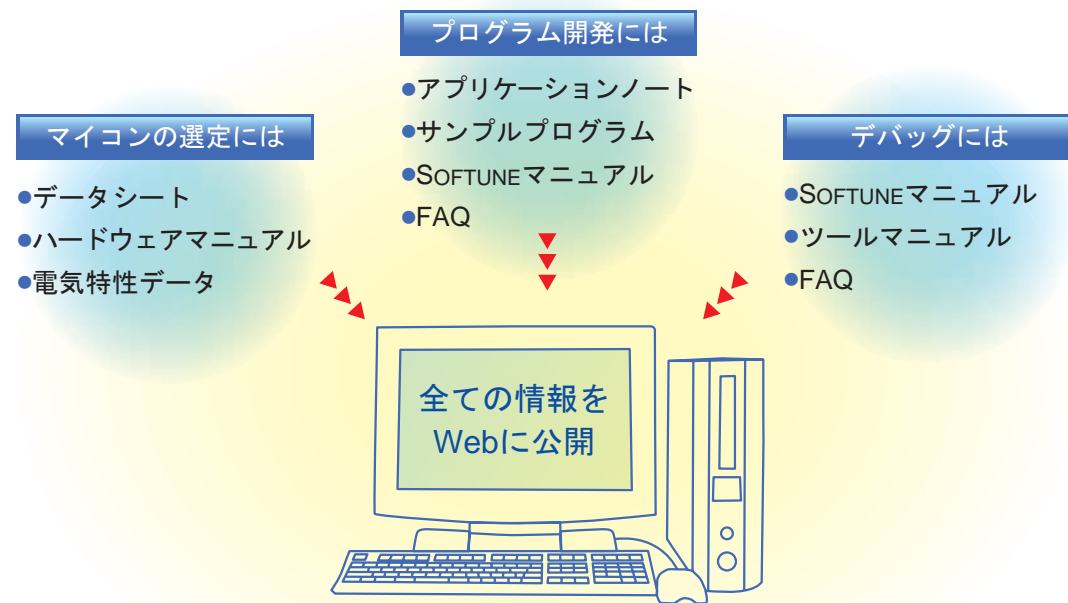 プログラム開発には
●アプリケーションノート
●サンプルプログラム
●SOFTUNEマニュアル
●FAQ
マイコンの選定には
●データシート
●ハードウェアマニュアル
●電気特性データ
デバッグには
●SOFTUNEマニュアル
●ツールマニュアル
●FAQ
全ての情報を
Webに公開